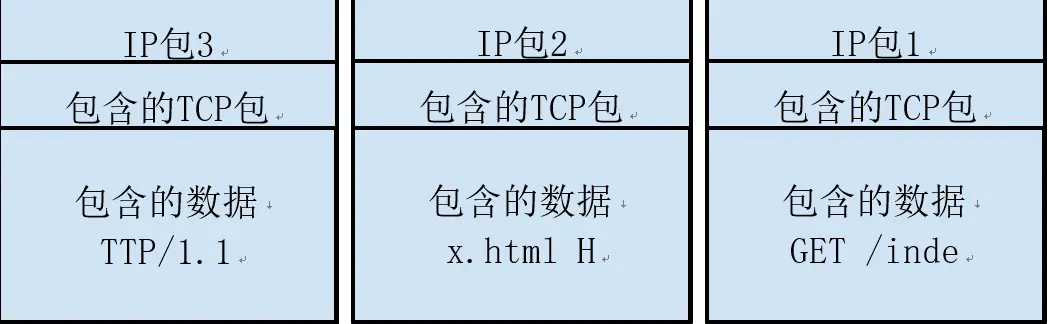 IP包3
包含的TCP包
包含的数据
TTP/1.1
IP包2
包含的TCP包
包含的数据
x.html H
IP包1
包含的TCP包
包含的数据
GET /inde